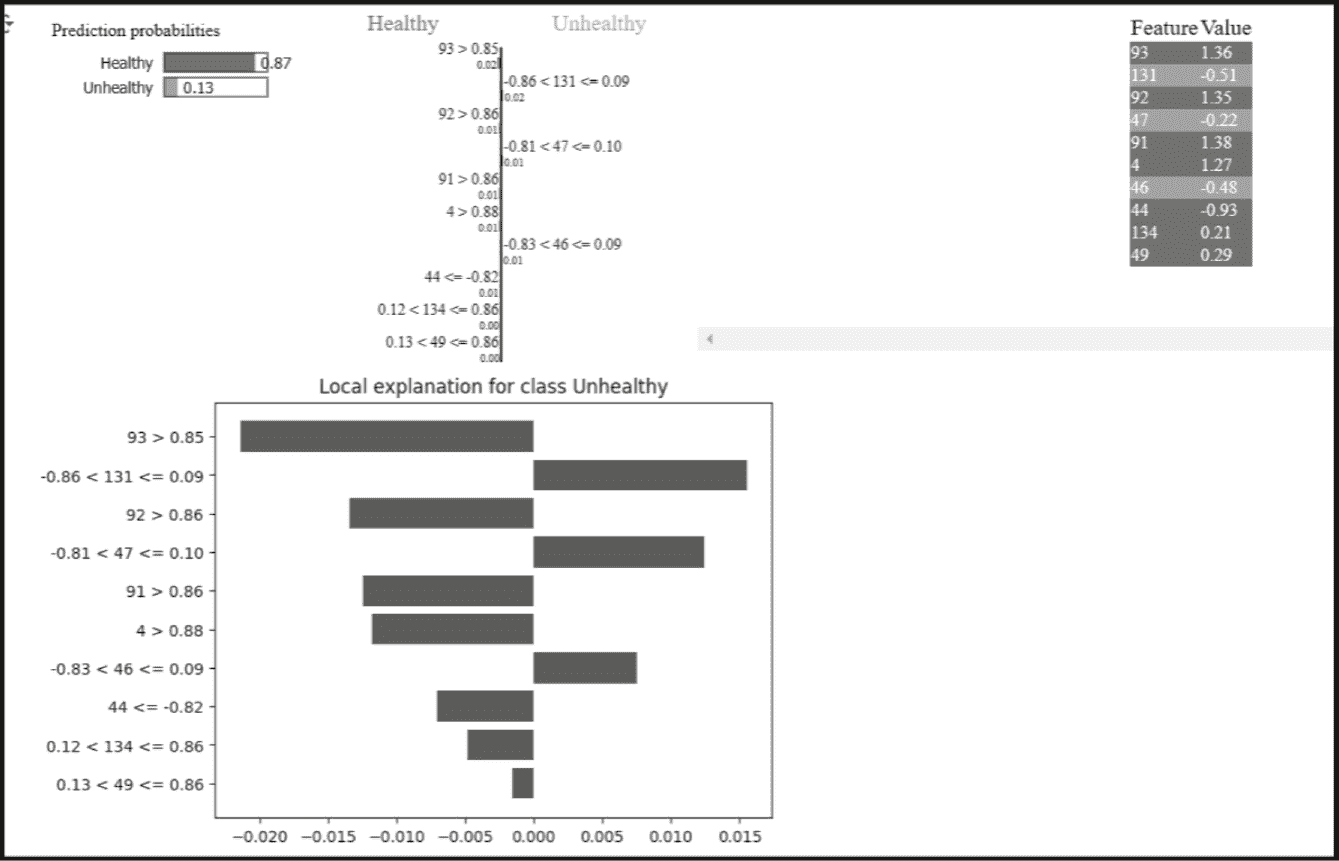 Prediction probabilities
Healthy 0.87
Unhealthy 0.13
Healthy Unhealthy
93 > 0.85
0.02
-0.86 < 131 <= 0.09
0.02
92 > 0.86
0.01
-0.81 < 47 <= 0.10
0.01
91 > 0.86
0.01
4 > 0.88
0.01
-0.83 < 46 <= 0.09
0.01
44 <= -0.82
0.01
0.12 < 134 <= 0.86
0.00
0.13 < 49 <= 0.86
0.00
Feature Value
93 1.36
131 -0.51
92 1.35
47 -0.22
91 1.38
4 1.27
46 -0.48
44 -0.93
134 0.21
49 0.29
Local explanation for class Unhealthy
93 > 0.85
-0.86 < 131 <= 0.09
92 > 0.86
-0.81 < 47 <= 0.10
91 > 0.86
4 > 0.88
-0.83 < 46 <= 0.09
44 <= -0.82
0.12 < 134 <= 0.86
0.13 < 49 <= 0.86
−0.020 −0.015 −0.010 −0.005 0.000 0.005 0.010 0.015